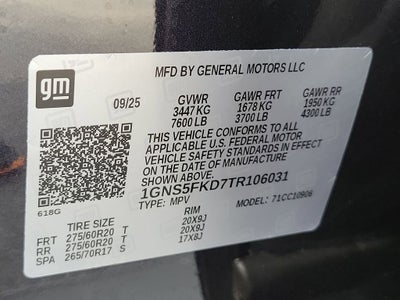 gm
MFD BY GENERAL MOTORS LLC
09/25 GVWR GAWR FRT GAWR RR
3447 KG 1678 KG 1950 KG
7600 LB 3700 LB 4300 LB
THIS VEHICLE CONFORMS TO ALL
APPLICABLE U.S. FEDERAL MOTOR
VEHICLE SAFETY STANDARDS IN EFFECT
ON THE DATE OF MANUFACTURE SHOWN ABOVE.
1GNS5FKD7TR106031
618G TYPE: MPV MODEL: 71CC10906
TIRE SIZE RIM
FRT 275/60R20 T 20X9J
RR 275/60R20 T 20X9J
SPA 265/70R17 S 17X8J